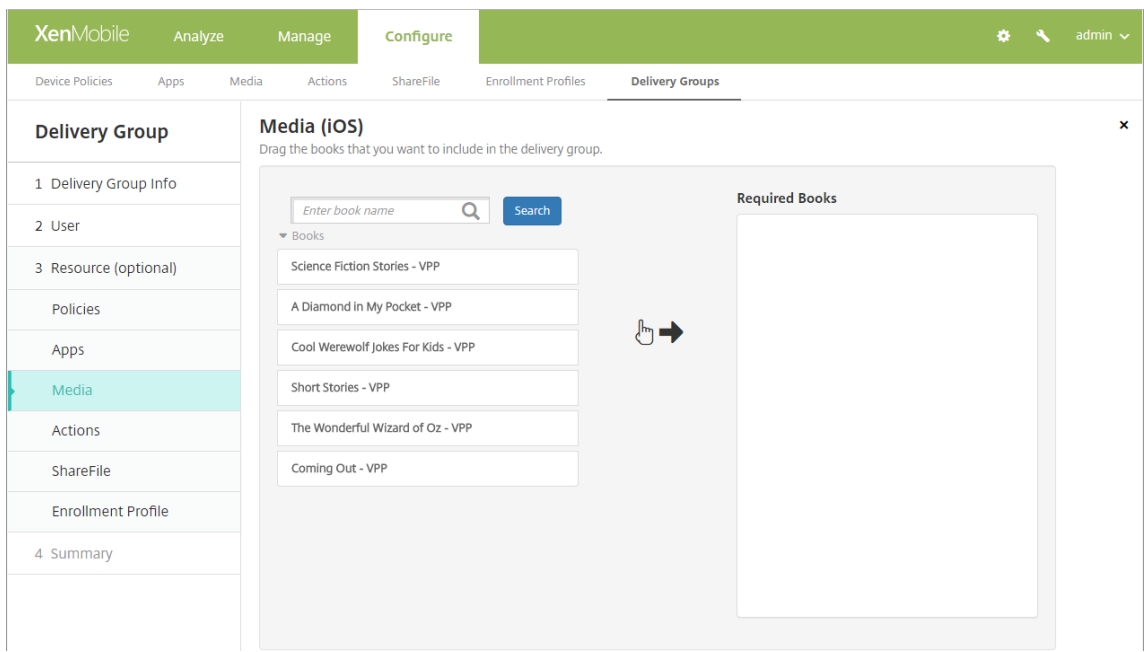 XenMobile Analyze Manage Configure admin
Device Policies Apps Media Actions ShareFile Enrollment Profiles Delivery Groups
Delivery Group
1 Delivery Group Info
2 User
3 Resource (optional)
Policies
Apps
Media
Actions
ShareFile
Enrollment Profile
4 Summary
Media (iOS)
Drag the books that you want to include in the delivery group.
Enter book name Search
Books
Science Fiction Stories - VPP
A Diamond in My Pocket - VPP
Cool Werewolf Jokes For Kids - VPP
Short Stories - VPP
The Wonderful Wizard of Oz - VPP
Coming Out - VPP
Required Books